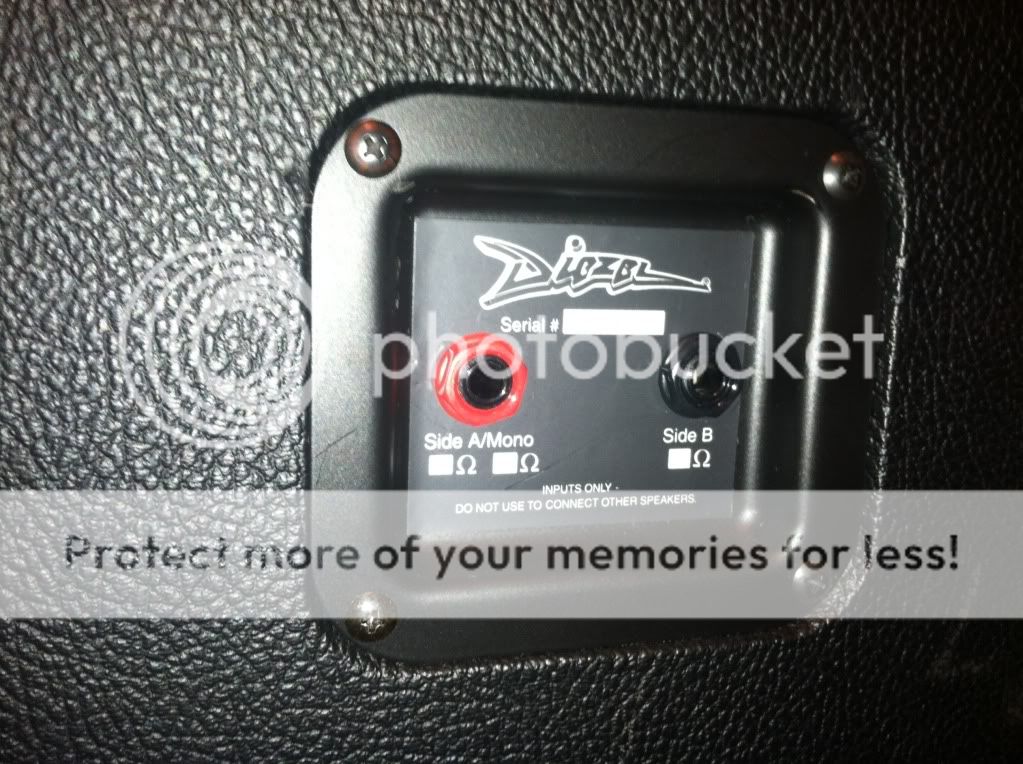 Diezel
Serial #
photobucket
Side A/Mono
Side B
Ω Ω
Ω
INPUTS ONLY -
DO NOT USE TO CONNECT OTHER SPEAKERS.
Protect more of your memories for less!